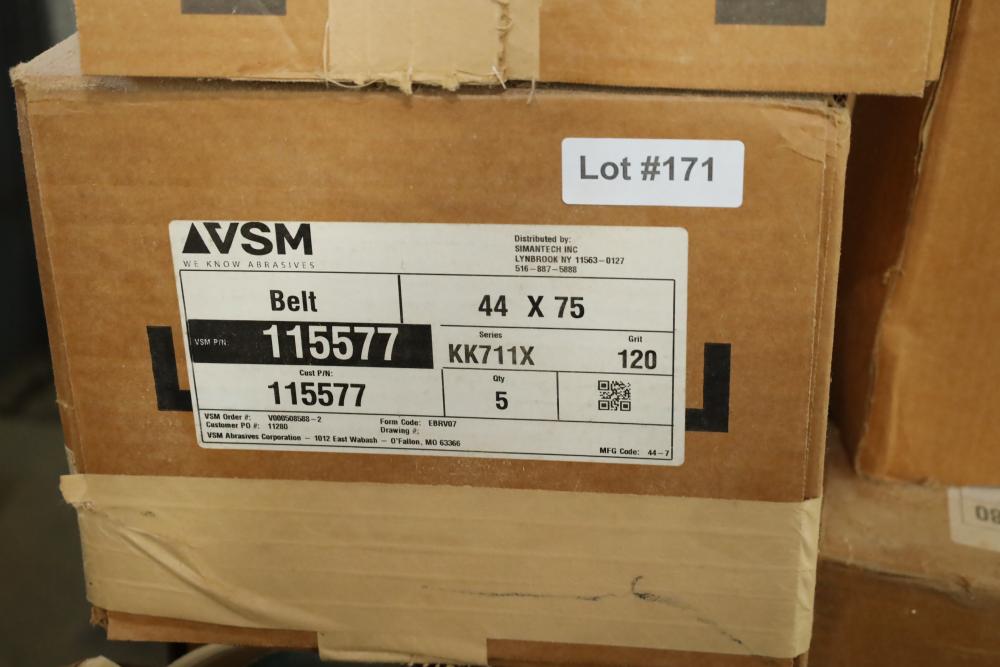 Lot #171
VSM
WE KNOW ABRASIVES
Distributed by:
SIMANTECH INC
LYNBROOK NY 11563-0127
516-887-5888
Belt
44 X 75
VSM P/N
115577
Series
KK711X
Grit
120
Cust P/N:
115577
Qty
5
VSM Order #: V000508588-2
Customer PO #: 11280
Form Code: EBRV07
Drawing #:
VSM Abrasives Corporation - 1012 East Wabash - O'Fallon, MO 63366
MFG Code: 44-7